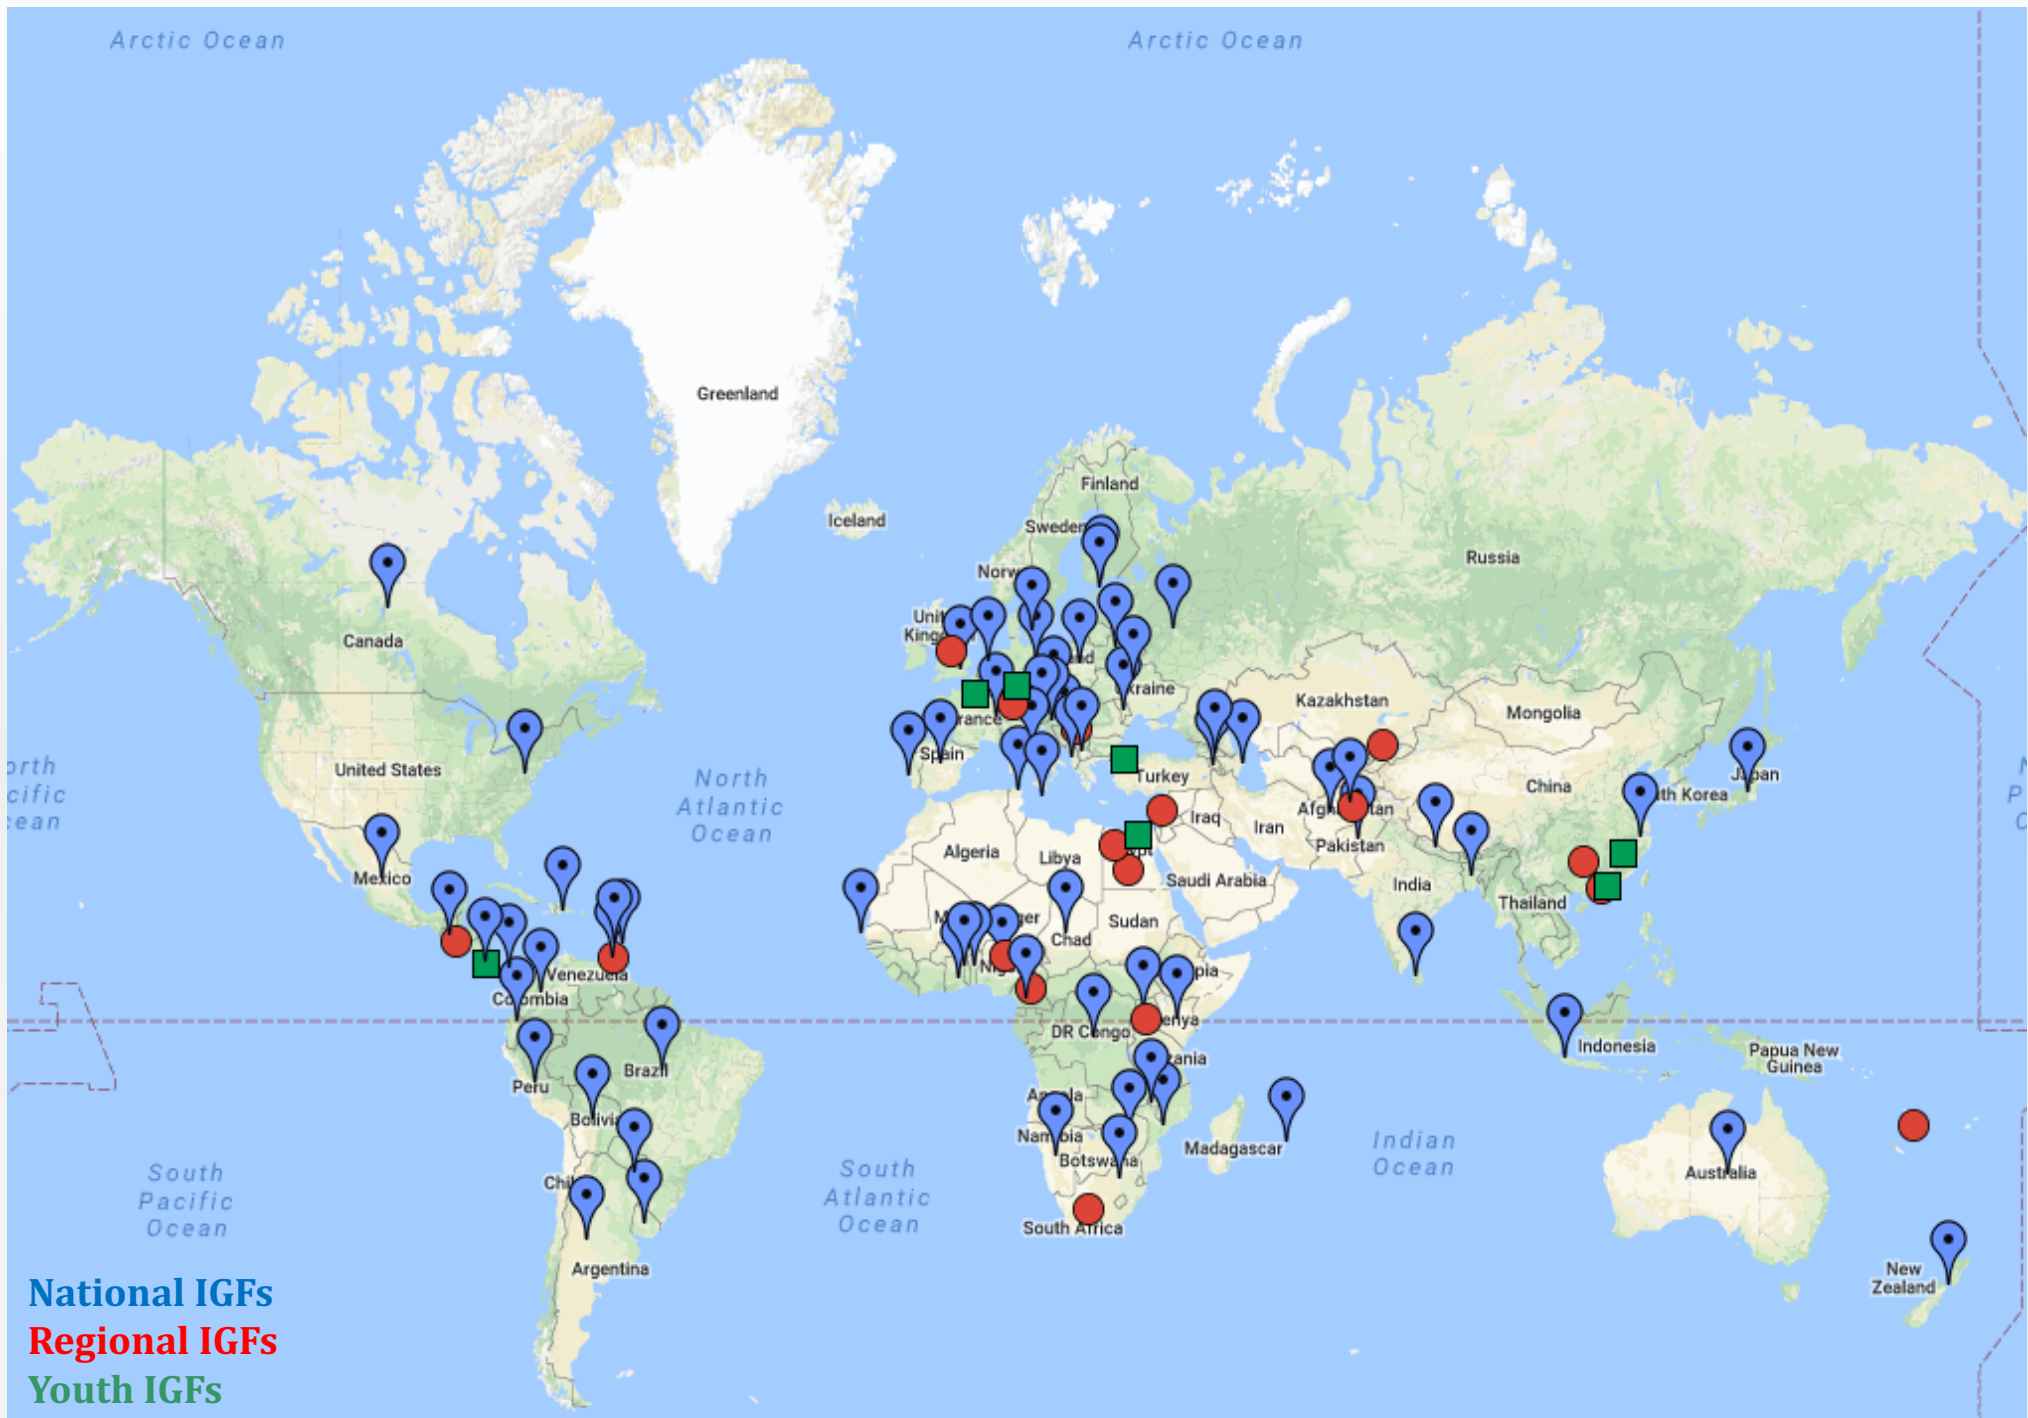 Arctic Ocean
Arctic Ocean
Greenland
Finland
Iceland
Russia
Canada
Kazakhstan
Mongolia
Spain
United States
North
Atlantic
Ocean
Turkey
China
Iraq
Iran
Pakistan
Algeria
Libya
Mexico
Saudi Arabia
India
Thailand
Sudan
Chad
Venezuela
DR Congo
Indonesia
Papua New
Guinea
Peru
Brazil
Madagascar
Indian
Ocean
Botswana
South
Pacific
Ocean
South
Atlantic
Ocean
Australia
South Africa
Argentina
New
Zealand
National IGFs
Regional IGFs
Youth IGFs